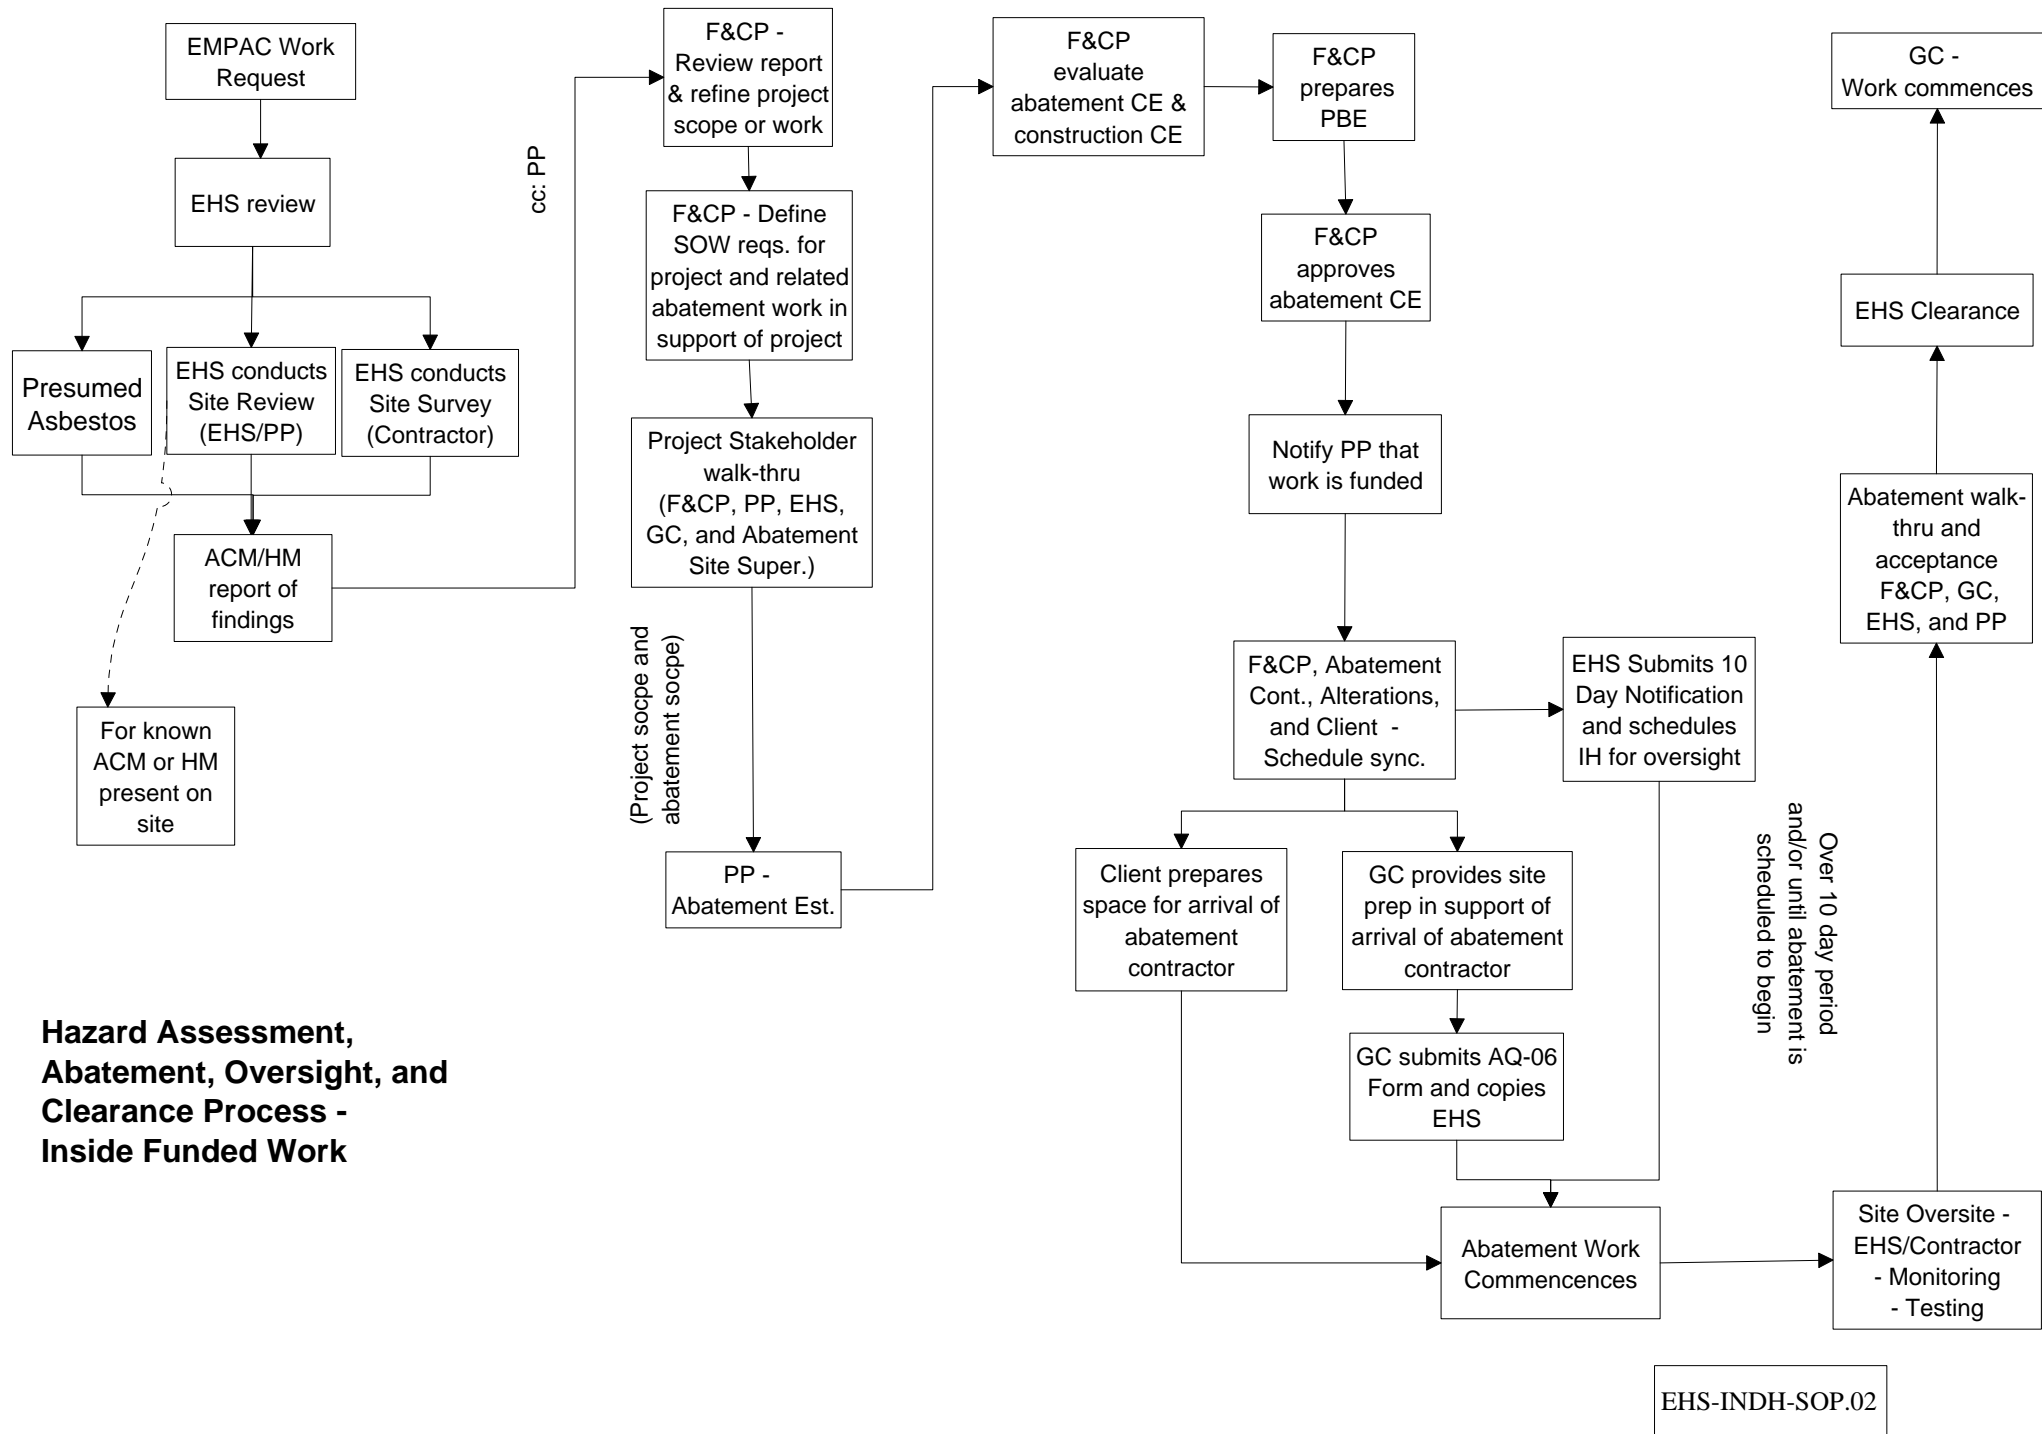 EMPAC Work
Request
EHS review
Presumed
Asbestos
EHS conducts
Site Review
(EHS/PP)
EHS conducts
Site Survey
(Contractor)
ACM/HM
report of
findings
For known
ACM or HM
present on
site
cc: PP
F&CP -
Review report
& refine project
scope or work
F&CP - Define
SOW reqs. for
project and related
abatement work in
support of project
Project Stakeholder
walk-thru
(F&CP, PP, EHS,
GC, and Abatement
Site Super.)
(Project socpe and
abatement socpe)
PP -
Abatement Est.
F&CP
evaluate
abatement CE &
construction CE
F&CP
prepares
PBE
F&CP
approves
abatement CE
Notify PP that
work is funded
F&CP, Abatement
Cont., Alterations,
and Client -
Schedule sync.
EHS Submits 10
Day Notification
and schedules
IH for oversight
Client prepares
space for arrival of
abatement
contractor
GC provides site
prep in support of
arrival of abatement
contractor
GC submits AQ-06
Form and copies
EHS
Abatement Work
Commencences
Over 10 day period
and/or until abatement is
scheduled to begin
Site Oversite -
EHS/Contractor
- Monitoring
- Testing
Abatement walk-
thru and
acceptance
F&CP, GC,
EHS, and PP
EHS Clearance
GC -
Work commences
Hazard Assessment,
Abatement, Oversight, and
Clearance Process -
Inside Funded Work
EHS-INDH-SOP.02